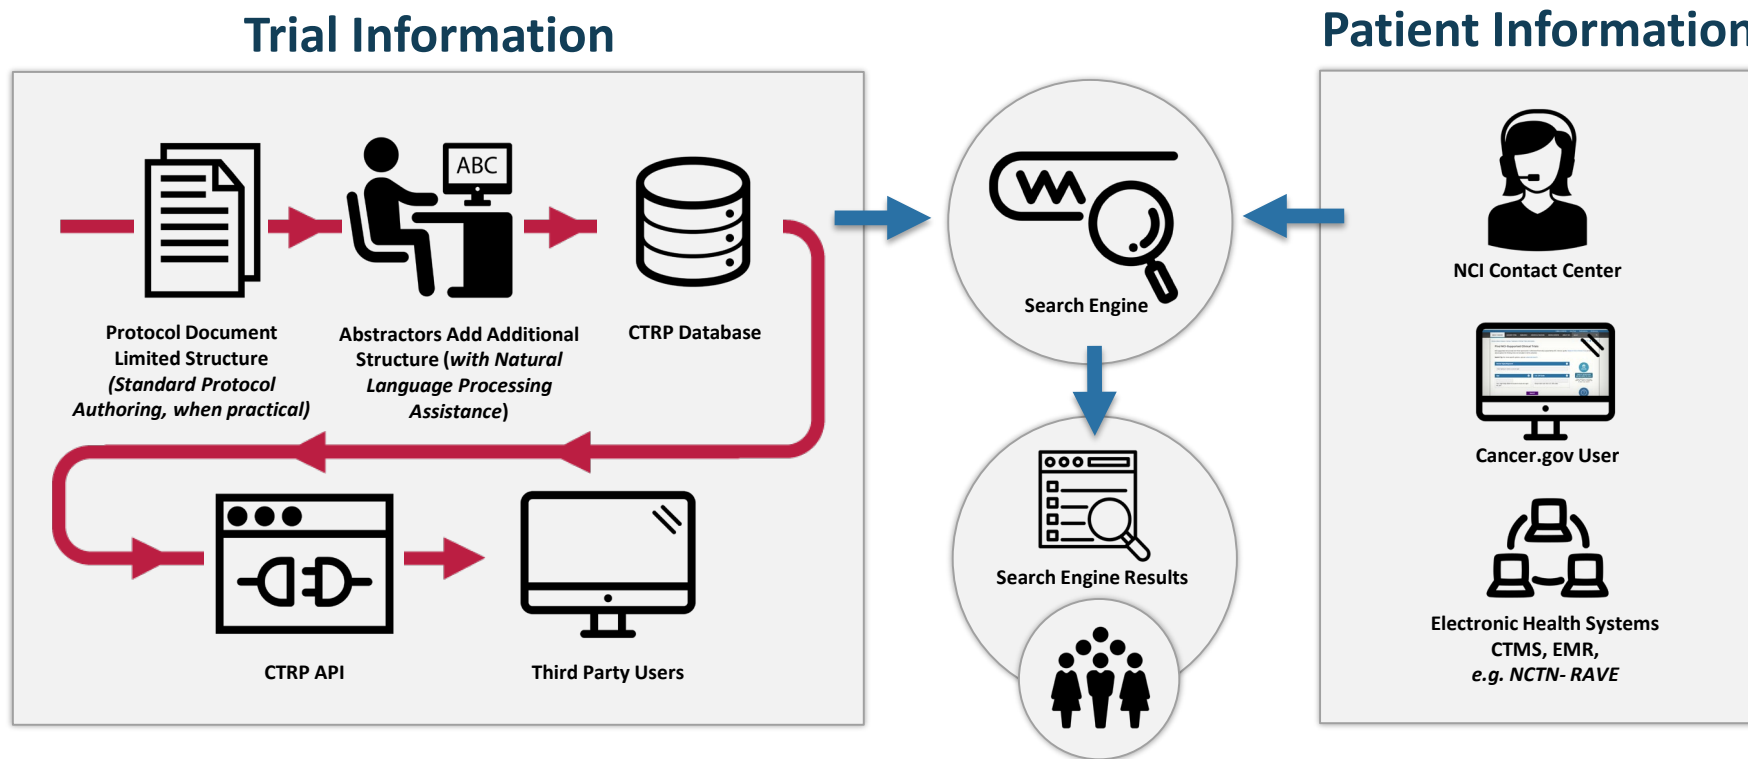 Trial Information
Patient Information
ABC
Protocol Document
Limited Structure
(Standard Protocol
Authoring, when practical)
Abstractors Add Additional
Structure (with Natural
Language Processing
Assistance)
CTRP Database
CTRP API
Third Party Users
Search Engine
Search Engine Results
NCI Contact Center
Cancer.gov User
Electronic Health Systems
CTMS, EMR,
e.g. NCTN- RAVE